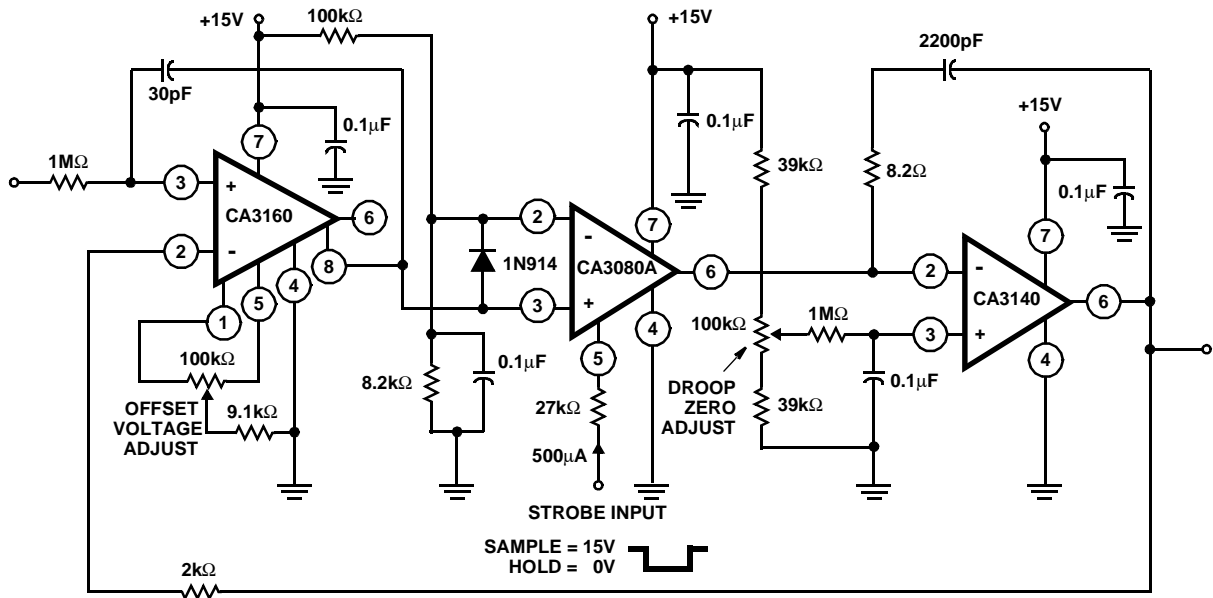 +15V
100kΩ
30pF
0.1µF
7
1MΩ
3
+
CA3160
6
2
-
8
5
4
1
100kΩ
OFFSET
VOLTAGE
ADJUST
9.1kΩ
8.2kΩ
0.1µF
1N914
+15V
0.1µF
39kΩ
7
2
-
CA3080A
6
3
+
4
5
27kΩ
500µA
STROBE INPUT
SAMPLE = 15V
HOLD = 0V
100kΩ
1MΩ
DROOP
ZERO
ADJUST
39kΩ
0.1µF
2200pF
8.2Ω
+15V
0.1µF
7
2
-
CA3140
6
3
+
4
2kΩ